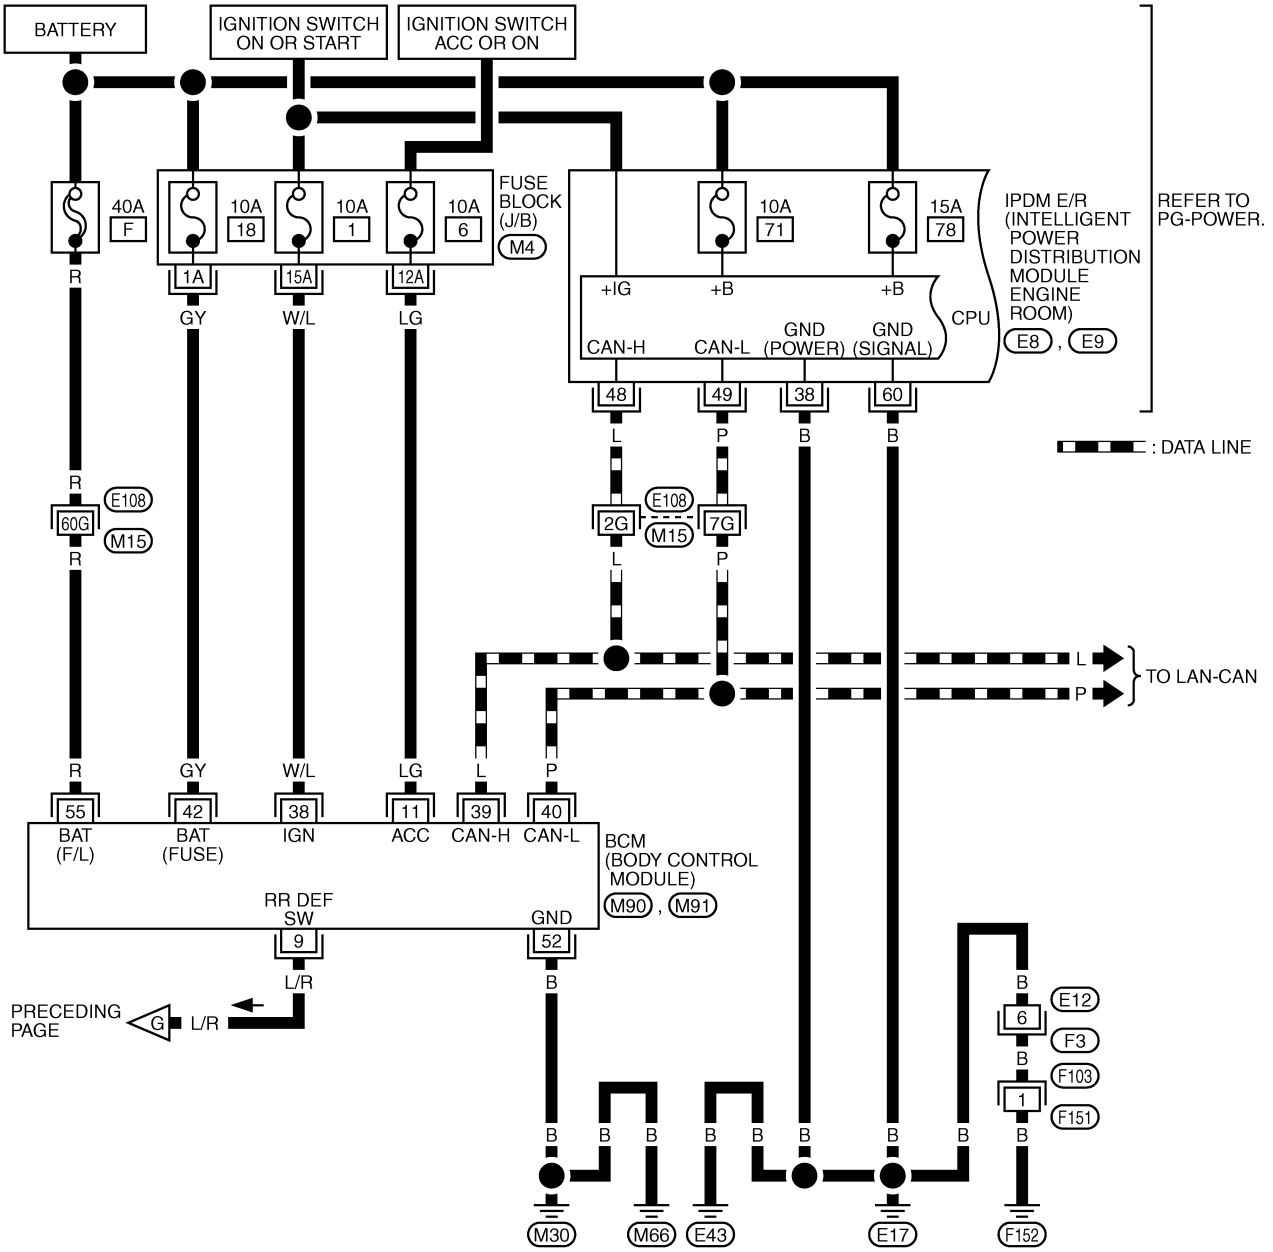 BATTERY
IGNITION SWITCH
ON OR START
IGNITION SWITCH
ACC OR ON
40A
F
10A
18
10A
1
10A
6
FUSE
BLOCK
(J/B)
M4
10A
71
15A
78
IPDM E/R
(INTELLIGENT
POWER
DISTRIBUTION
MODULE
ENGINE
ROOM)
E8 , E9
REFER TO
PG-POWER.
R
1A
15A
12A
GY
W/L
LG
+IG
+B
+B
CPU
CAN-H
CAN-L
GND
(POWER)
GND
(SIGNAL)
48
49
38
60
L
P
B
B
: DATA LINE
R
60G
E108
M15
R
2G
E108
M15
7G
L
P
L
P
TO LAN-CAN
R
GY
W/L
LG
L
P
55
42
38
11
39
40
BAT
(F/L)
BAT
(FUSE)
IGN
ACC
CAN-H
CAN-L
BCM
(BODY CONTROL
MODULE)
M90 , M91
RR DEF
SW
GND
9
52
L/R
B
PRECEDING
PAGE
G
L/R
B
6
E12
F3
B
F103
1
F151
B
B
B
B
B
B
B
B
B
M30
M66
E43
E17
F152